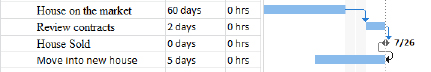 House on the market 60 days 0 hrs
Review contracts 2 days 0 hrs
House Sold 0 days 0 hrs 7/26
Move into new house 5 days 0 hrs